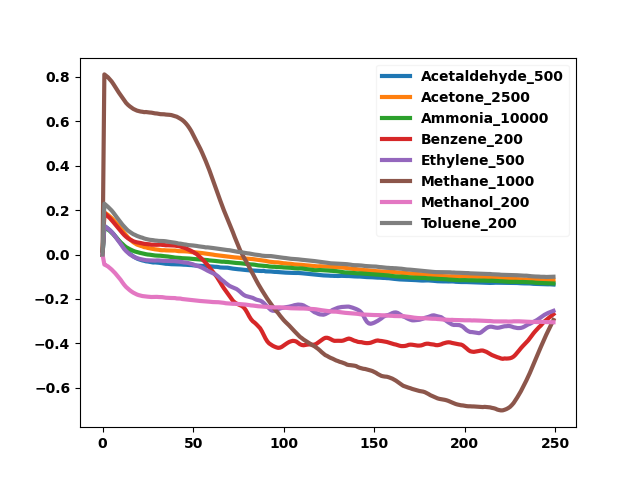 0.8
0.6
0.4
0.2
0.0
−0.2
−0.4
−0.6
0 50 100 150 200 250
Acetaldehyde_500
Acetone_2500
Ammonia_10000
Benzene_200
Ethylene_500
Methane_1000
Methanol_200
Toluene_200